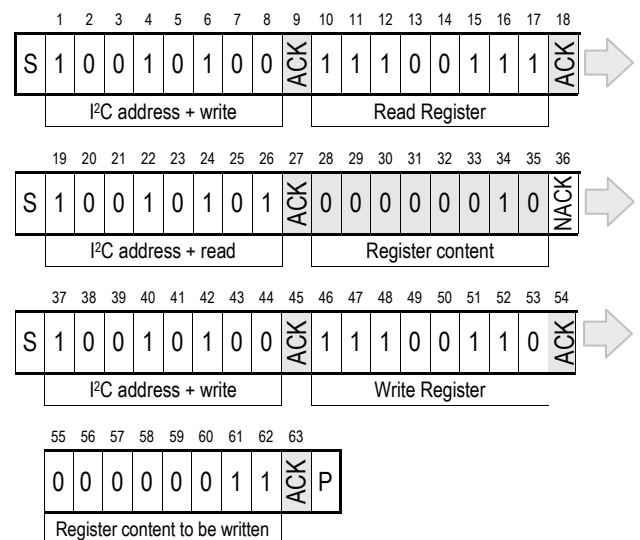 1 2 3 4 5 6 7 8 9 10 11 12 13 14 15 16 17 18
S 1 0 0 1 0 1 0 0 ACK 1 1 1 0 0 1 1 1 ACK
I²C address + write Read Register
19 20 21 22 23 24 25 26 27 28 29 30 31 32 33 34 35 36
S 1 0 0 1 0 1 0 1 ACK 0 0 0 0 0 0 1 0 NACK
I²C address + read Register content
37 38 39 40 41 42 43 44 45 46 47 48 49 50 51 52 53 54
S 1 0 0 1 0 1 0 0 ACK 1 1 1 0 0 1 1 0 ACK
I²C address + write Write Register
55 56 57 58 59 60 61 62 63
0 0 0 0 0 0 1 1 ACK P
Register content to be written